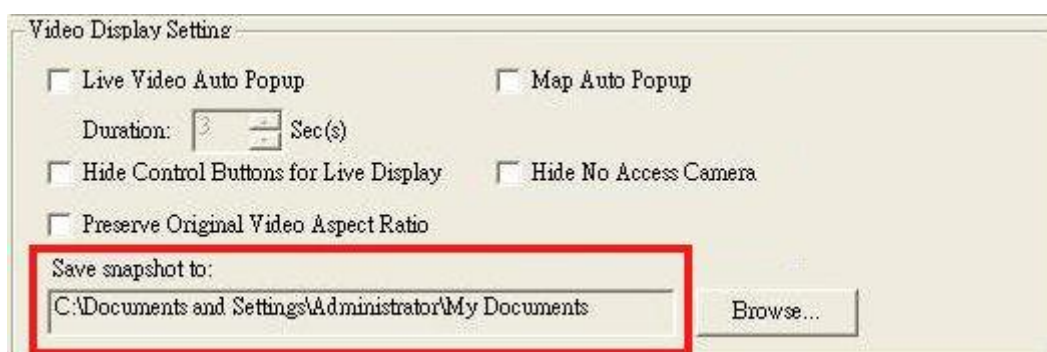 Video Display Setting
Live Video Auto Popup
Map Auto Popup
Duration: 3 Sec(s)
Hide Control Buttons for Live Display
Hide No Access Camera
Preserve Original Video Aspect Ratio
Save snapshot to:
C:\Documents and Settings\Administrator\My Documents
Browse...